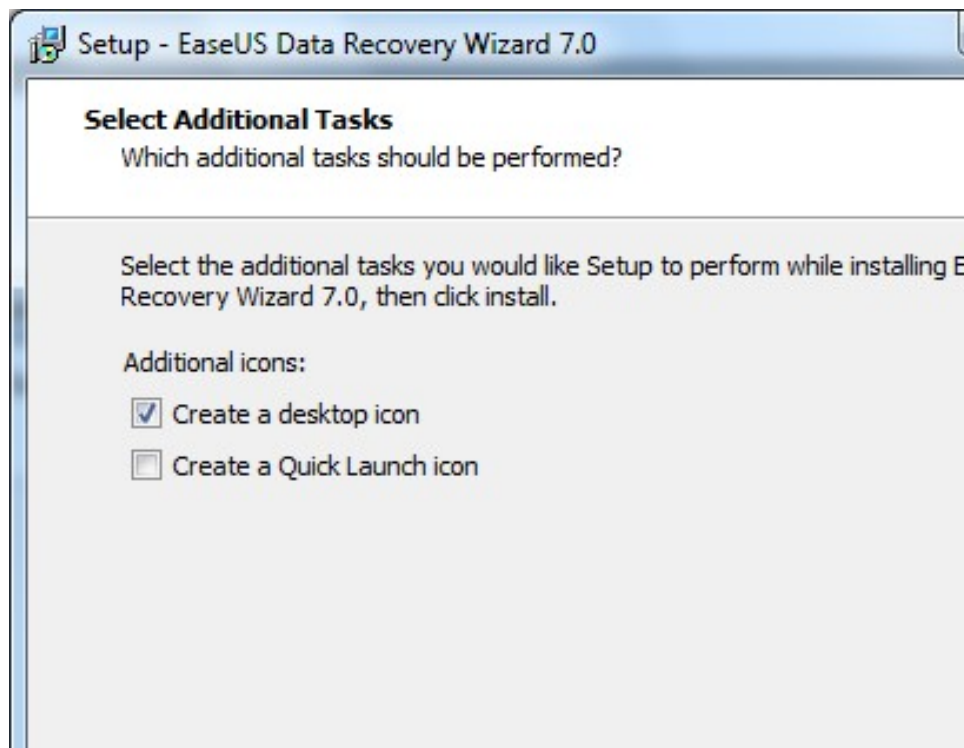 Setup - EaseUS Data Recovery Wizard 7.0
Select Additional Tasks
Which additional tasks should be performed?
Select the additional tasks you would like Setup to perform while installing
Recovery Wizard 7.0, then click install.
Additional icons:
Create a desktop icon
Create a Quick Launch icon